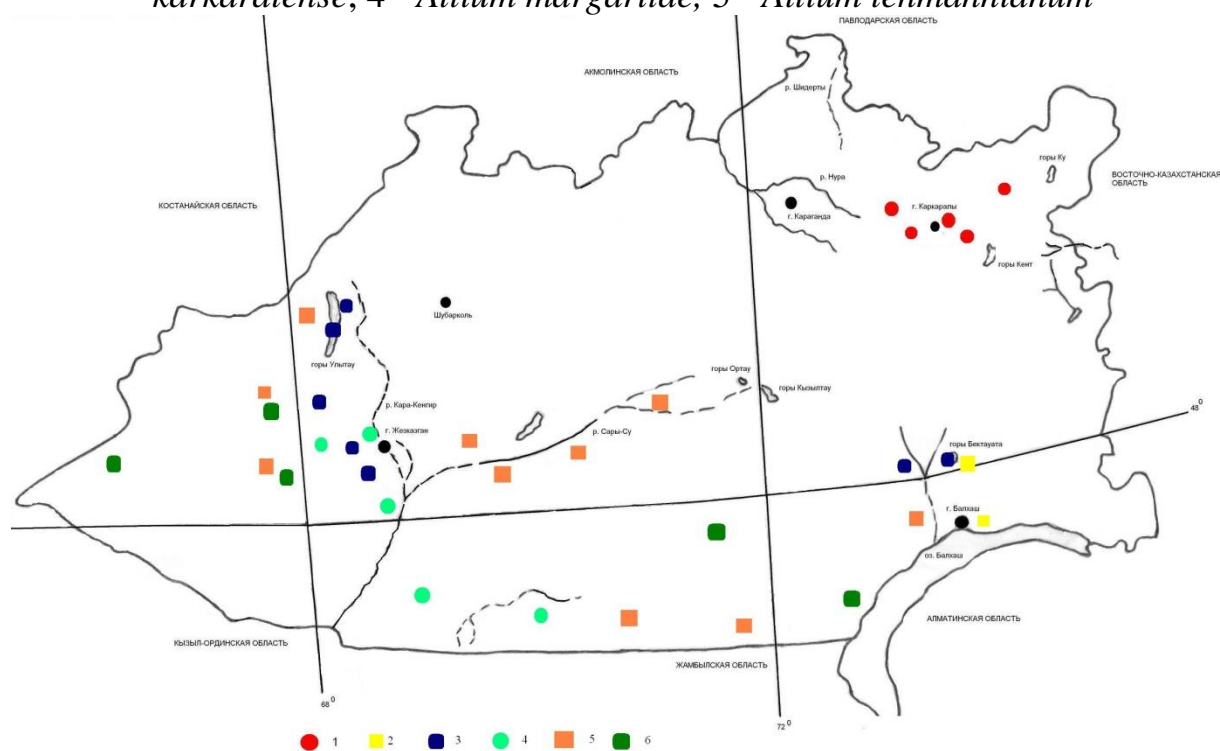 karkaralense, 4 - Allium margaritae, 5 - Allium lehmannianum
ПАВЛОДАРСКАЯ ОБЛАСТЬ
АКМОЛИНСКАЯ ОБЛАСТЬ
р. Шидерты
горы Ку
ВОСТОЧНО-КАЗАХСТАНСКАЯ
ОБЛАСТЬ
р. Нура
КОСТАНАЙСКАЯ ОБЛАСТЬ
г. Караганда
г. Каркаралы
горы Кент
Шубарколь
горы Улытау
горы Ортау
горы Кызылтау
р. Кара-Кенгир
48 0
г. Жезказган
р. Сары-Су
горы Бектауата
г. Балхаш
оз. Балхаш
АЛМАТИНСКАЯ ОБЛАСТЬ
КЫЗЫЛ-ОРДИНСКАЯ ОБЛАСТЬ
ЖАМБЫЛСКАЯ ОБЛАСТЬ
68 0
72 0
1 2 3 4 5 6